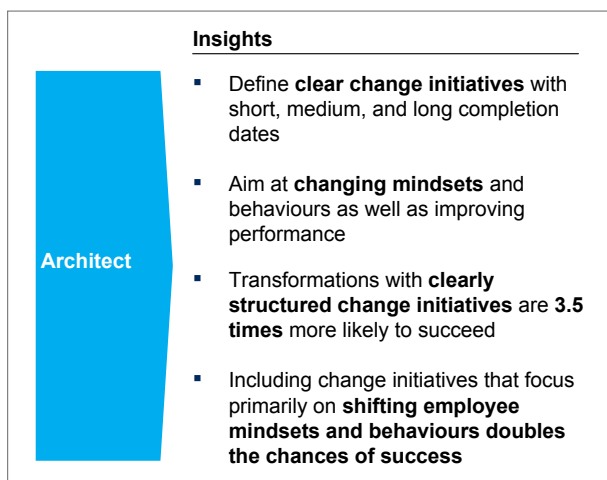 Insights
▪ Define clear change initiatives with
short, medium, and long completion
dates
▪ Aim at changing mindsets and
behaviours as well as improving
performance
Architect
▪ Transformations with clearly
structured change initiatives are 3.5
times more likely to succeed
▪ Including change initiatives that focus
primarily on shifting employee
mindsets and behaviours doubles
the chances of success